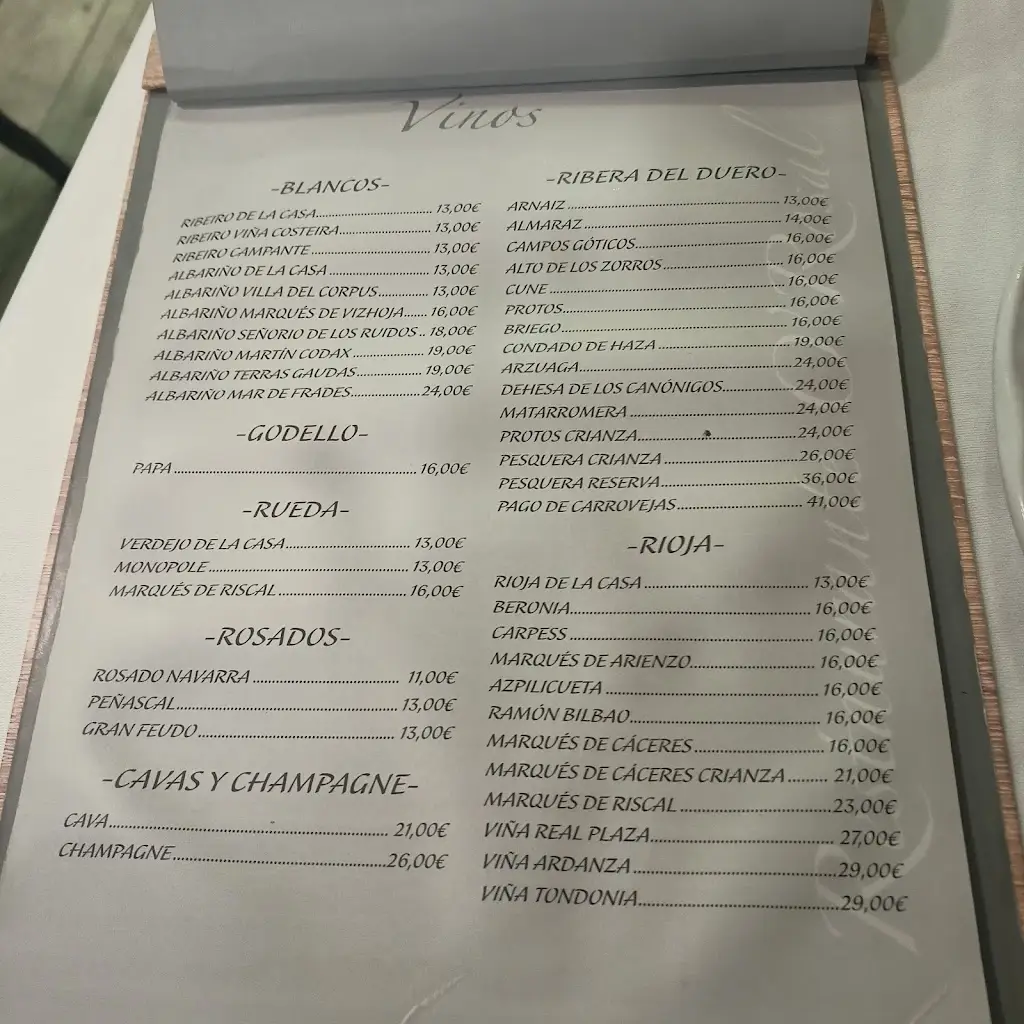 Vinos
-BLANCOS-
RIBEIRO DE LA CASA........ 13,00€
RIBEIRO VIÑA COSTEIRA........ 13,00€
RIBEIRO CAMPANTE........ 13,00€
ALBARIÑO DE LA CASA........ 13,00€
ALBARIÑO VILLA DEL CORPUS........ 13,00€
ALBARIÑO MARQUÉS DE VIZHOJA...... 16,00€
ALBARIÑO SEÑORIO DE LOS RUIDOS .. 18,00€
ALBARIÑO MARTÍN CODAX........ 19,00€
ALBARIÑO TERRAS GAUDAS........ 19,00€
ALBARIÑO MAR DE FRADES........ 24,00€
-GODELLO-
PAPA........ 16,00€
-RUEDA-
VERDEJO DE LA CASA........ 13,00€
MONOPOLE........ 13,00€
MARQUÉS DE RISCAL........ 16,00€
-ROSADOS-
ROSADO NAVARRA........ 11,00€
PEÑASCAL........ 13,00€
GRAN FEUDO........ 13,00€
-CAVAS Y CHAMPAGNE-
CAVA........ 21,00€
CHAMPAGNE........ 26,00€
-RIBERA DEL DUERO-
ARNAIZ........ 13,00€
ALMARAZ........ 14,00€
CAMPOS GÓTICOS........ 16,00€
ALTO DE LOS ZORROS........ 16,00€
CUNE........ 16,00€
PROTOS........ 16,00€
BRIEGO........ 16,00€
CONDADO DE HAZA........ 19,00€
ARZUAGA........ 24,00€
DEHESA DE LOS CANÓNIGOS........ 24,00€
MATARROMERA........ 24,00€
PROTOS CRIANZA........ 24,00€
PESQUERA CRIANZA........ 26,00€
PESQUERA RESERVA........ 36,00€
PAGO DE CARROVEJAS........ 41,00€
-RIOJA-
RIOJA DE LA CASA........ 13,00€
BERONIA........ 16,00€
CARPESS........ 16,00€
MARQUÉS DE ARIENZO........ 16,00€
AZPILICUETA........ 16,00€
RAMÓN BILBAO........ 16,00€
MARQUÉS DE CÁCERES........ 16,00€
MARQUÉS DE CÁCERES CRIANZA........ 21,00€
MARQUÉS DE RISCAL........ 23,00€
VIÑA REAL PLAZA........ 27,00€
VIÑA ARDANZA........ 29,00€
VIÑA TONDONIA........ 29,00€